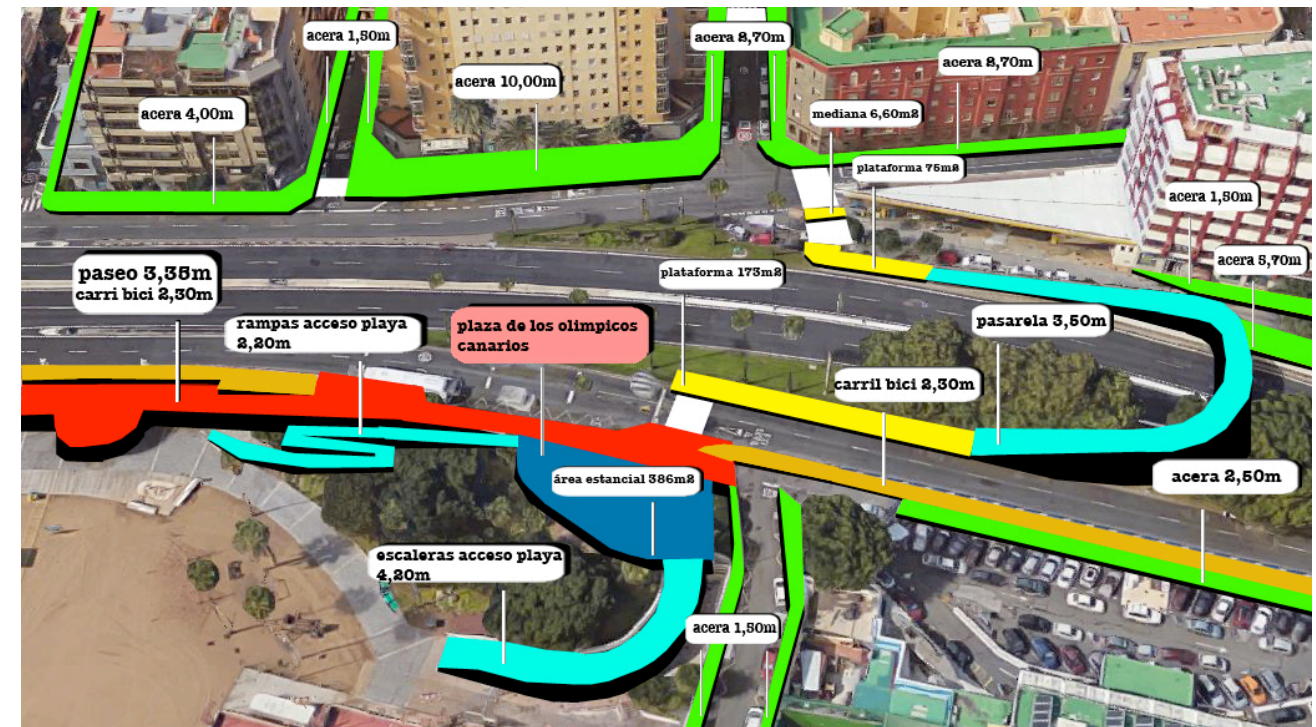 acera 1,50m
acera 8,70m
acera 10,00m
acera 8,70m
acera 4,00m
mediana 6,60m2
plataforma 75m2
acera 1,50m
acera 5,70m
paseo 3,35m
carri bici 2,30m
plataforma 173m2
rampas acceso playa
2,20m
plaza de los olimpicos
canarios
pasarela 3,50m
carril bici 2,30m
acera 2,50m
área estancial 386m2
escaleras acceso playa
4,20m
acera 1,50m